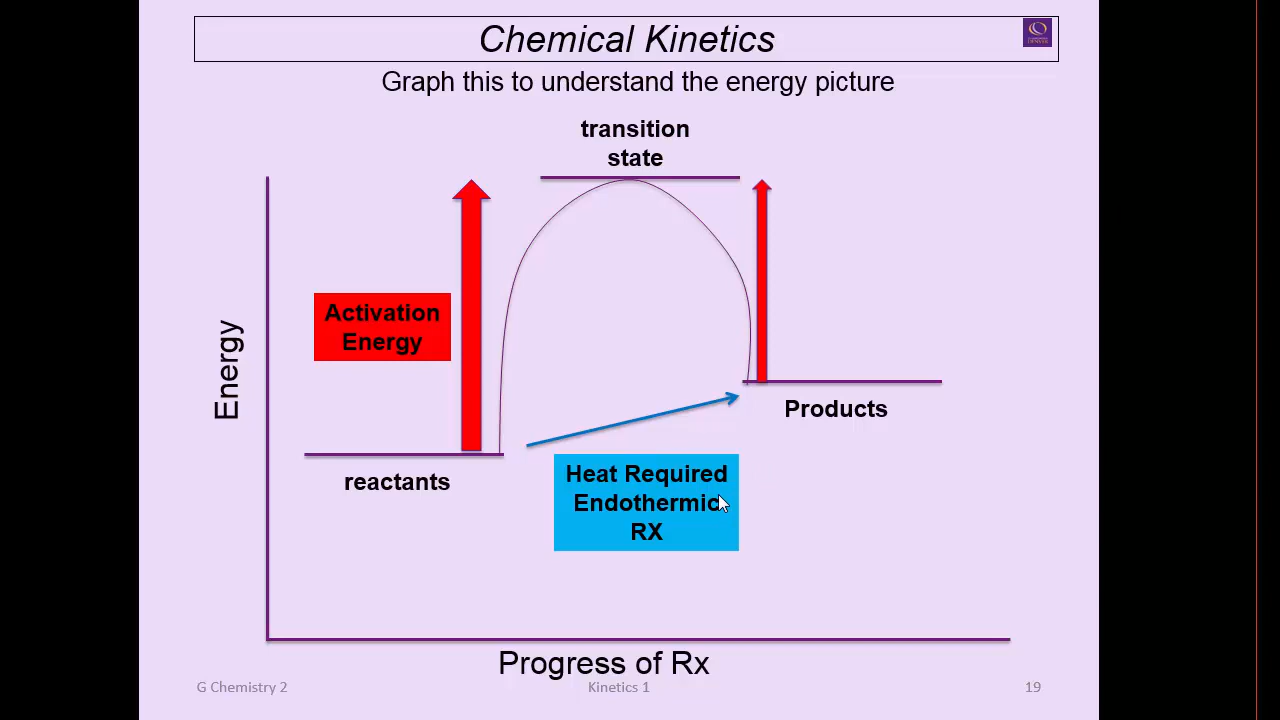 Chemical Kinetics
Graph this to understand the energy picture
transition
state
Activation
Energy
Energy
Products
reactants
Heat Required
Endothermic
RX
Progress of Rx
G Chemistry 2
Kinetics 1
19